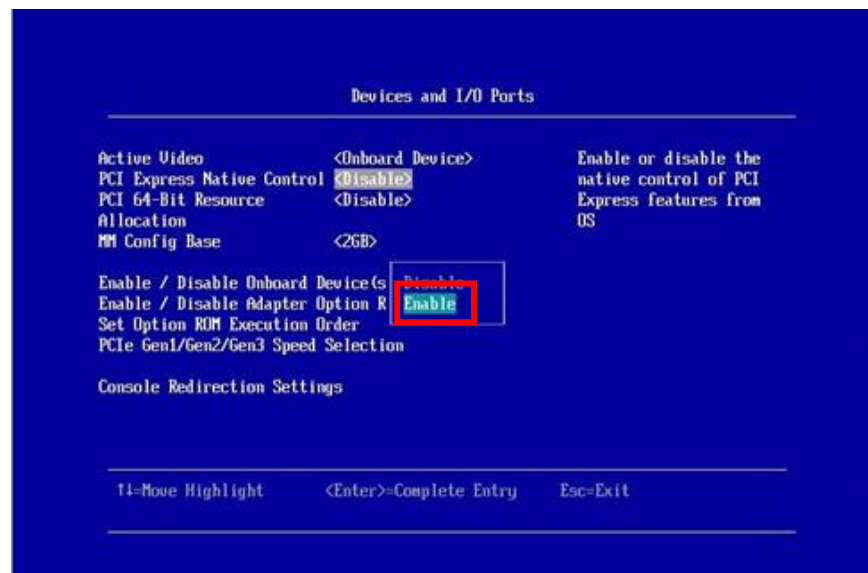 Devices and I/O Ports
Active Video <Onboard Device> Enable or disable the
PCI Express Native Control <Disable> native control of PCI
PCI 64-Bit Resource <Disable> Express features from
Allocation OS
MM Config Base <2GB>
Enable / Disable Onboard Device(s Disable
Enable / Disable Adapter Option R Enable
Set Option ROM Execution Order
PCIe Gen1/Gen2/Gen3 Speed Selection
Console Redirection Settings
↑↓=Move Highlight <Enter>=Complete Entry Esc=Exit